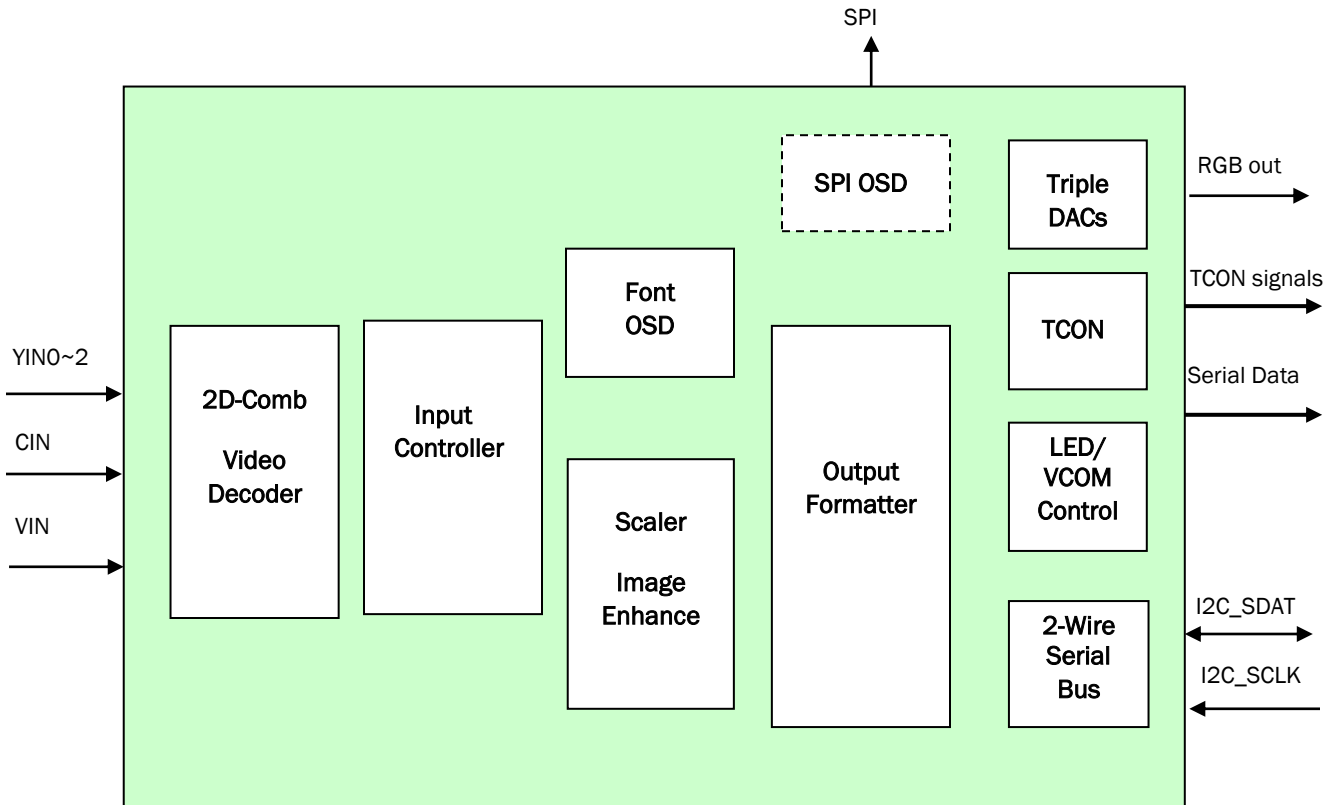 SPI
SPI OSD
Triple
DACs
RGB out
Font
OSD
TCON
TCON signals
YIN0~2
CIN
VIN
2D-Comb
Video
Decoder
Input
Controller
Scaler
Image
Enhance
Output
Formatter
Serial Data
LED/
VCOM
Control
2-Wire
Serial
Bus
I2C_SDAT
I2C_SCLK